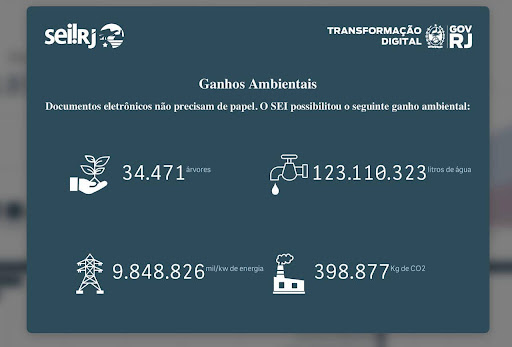 sei!RJ
TRANSFORMAÇÃO
DIGITAL
GOV
RJ
Ganhos Ambientais
Documentos eletrônicos não precisam de papel. O SEI possibilitou o seguinte ganho ambiental:
34.471 árvores
123.110.323 litros de água
9.848.826 mil/kw de energia
398.877 Kg de CO2